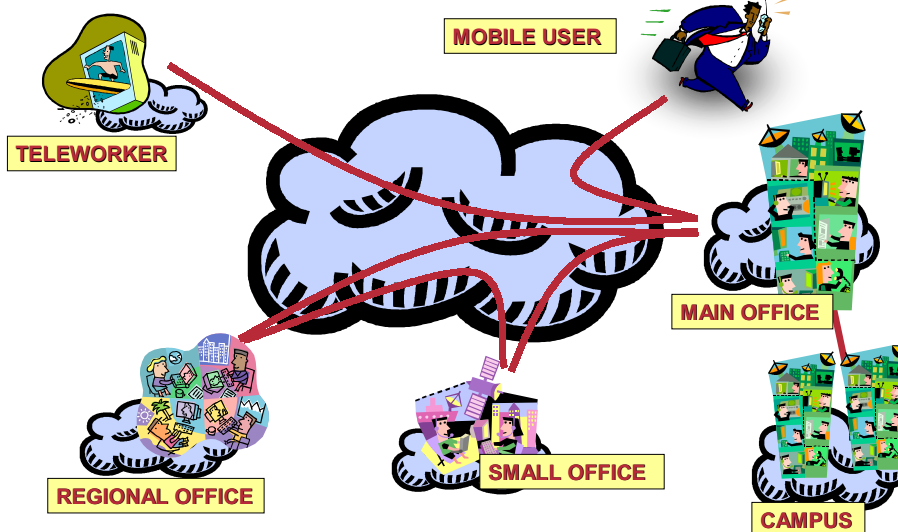 MOBILE USER
TELEWORKER
MAIN OFFICE
REGIONAL OFFICE
SMALL OFFICE
CAMPUS